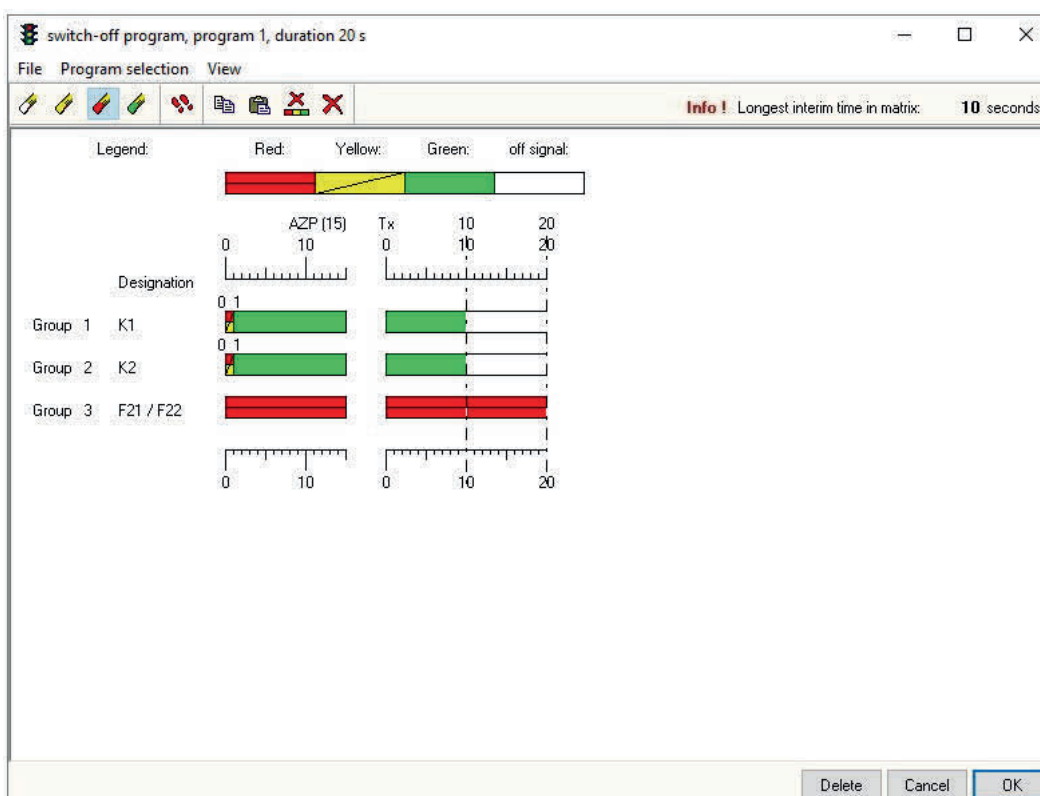 switch-off program, program 1, duration 20 s
File Program selection View
Info ! Longest interim time in matrix: 10 seconds
Legend: Red: Yellow: Green: off signal:
AZP (15) Tx 10 20
0 10 0 10 20
Designation
0 1
Group 1 K1
0 1
Group 2 K2
Group 3 F21 / F22
0 10 0 10 20
Delete Cancel OK